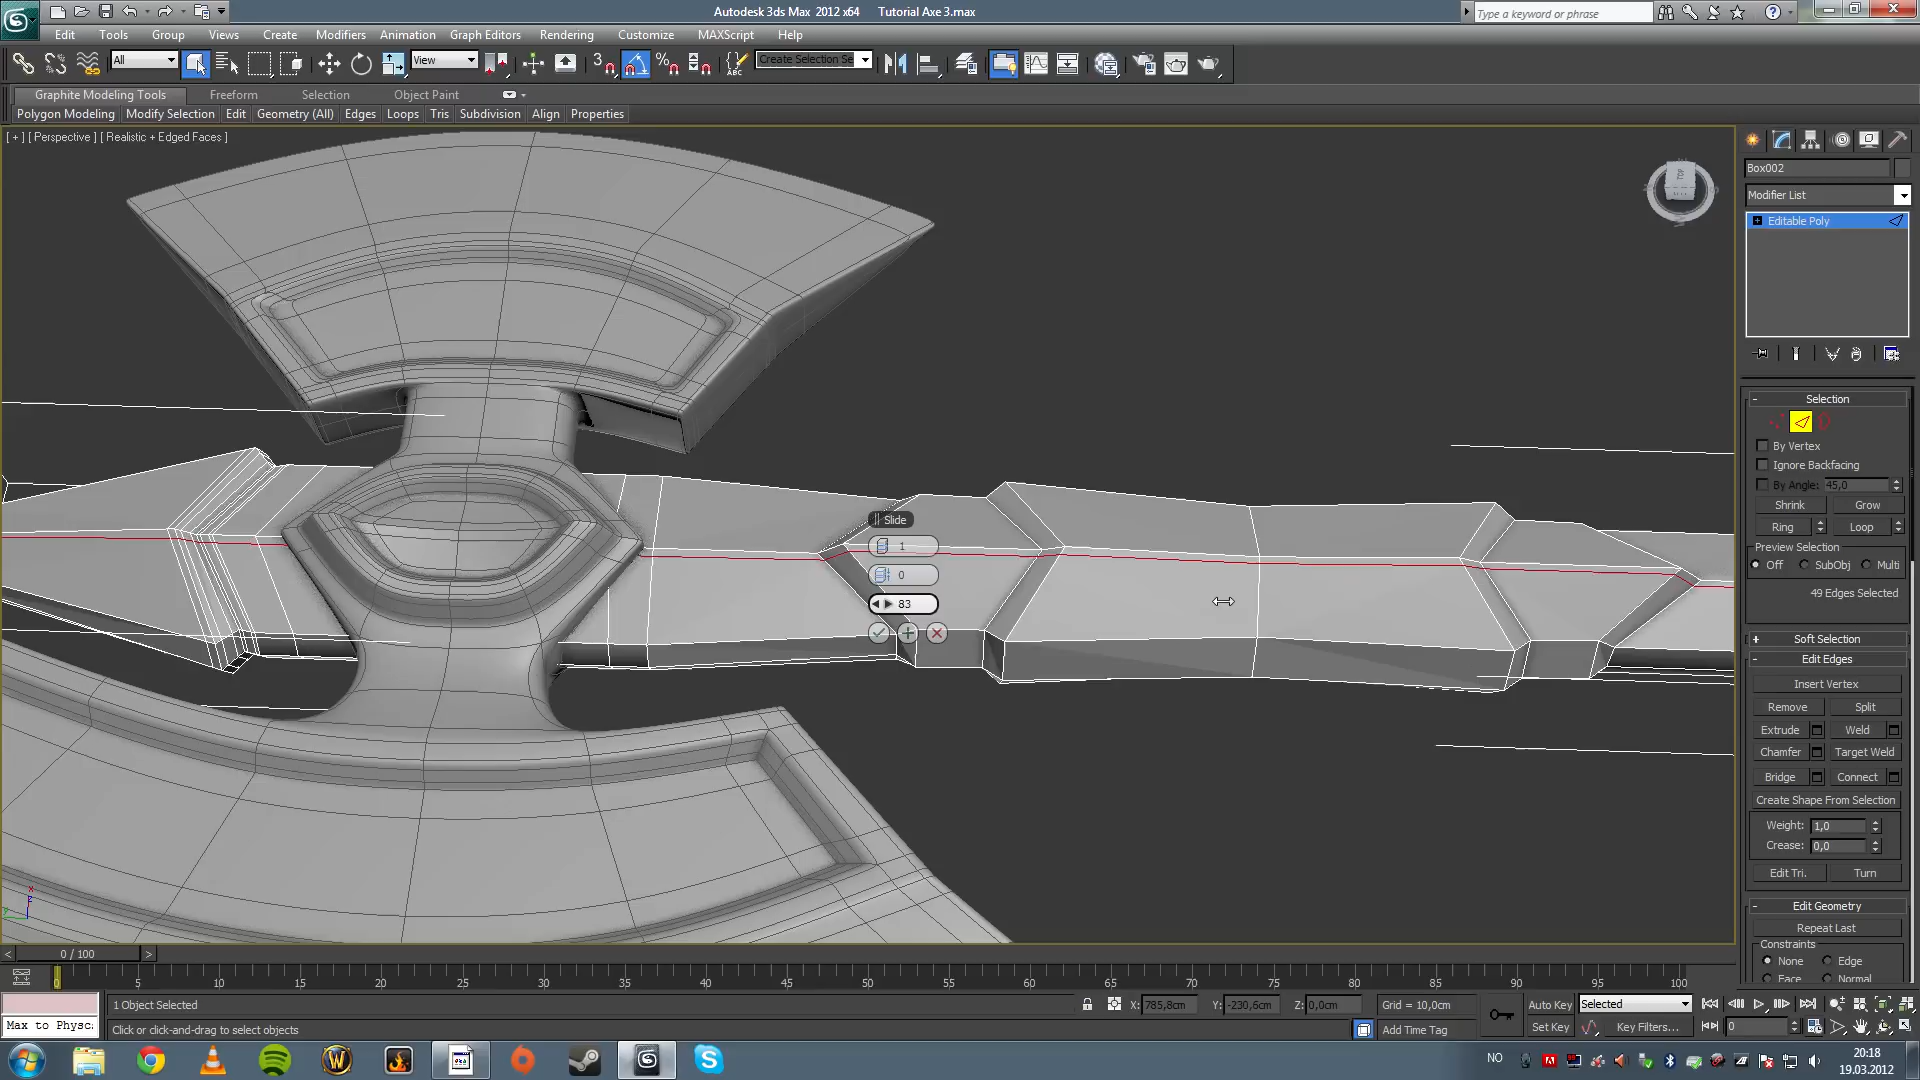 Autodesk 3ds Max 2012 x64 Tutorial Axe 3.max
Type a keyword or phrase
Edit Tools Group Views Create Modifiers Animation Graph Editors Rendering Customize MAXScript Help
All
View
3
ABC
Create Selection Se
Graphite Modeling Tools Freeform Selection Object Paint
Polygon Modeling Modify Selection Edit Geometry (All) Edges Loops Tris Subdivision Align Properties
[ + ] [ Perspective ] [ Realistic + Edged Faces ]
TOP
Slide
1
0
83
Box002
Modifier List
Editable Poly
Selection
By Vertex
Ignore Backfacing
By Angle: 45,0
Shrink Grow
Ring Loop
Preview Selection
Off SubObj Multi
49 Edges Selected
Soft Selection
Edit Edges
Insert Vertex
Remove Split
Extrude Weld
Chamfer Target Weld
Bridge Connect
Create Shape From Selection
Weight: 1,0
Crease: 0,0
Edit Tri. Turn
Edit Geometry
Repeat Last
Constraints
None Edge
Face Normal
x
z
y
0 / 100
0 5 10 15 20 25 30 35 40 45 50 55 60 65 70 75 80 85 90 95 100
Max to Physc:
1 Object Selected
Click or click-and-drag to select objects
X: 785,8cm Y: -230,6cm Z: 0,0cm Grid = 10,0cm
Add Time Tag
Auto Key Selected
Set Key Key Filters...
0
NO
20:18
19.03.2012